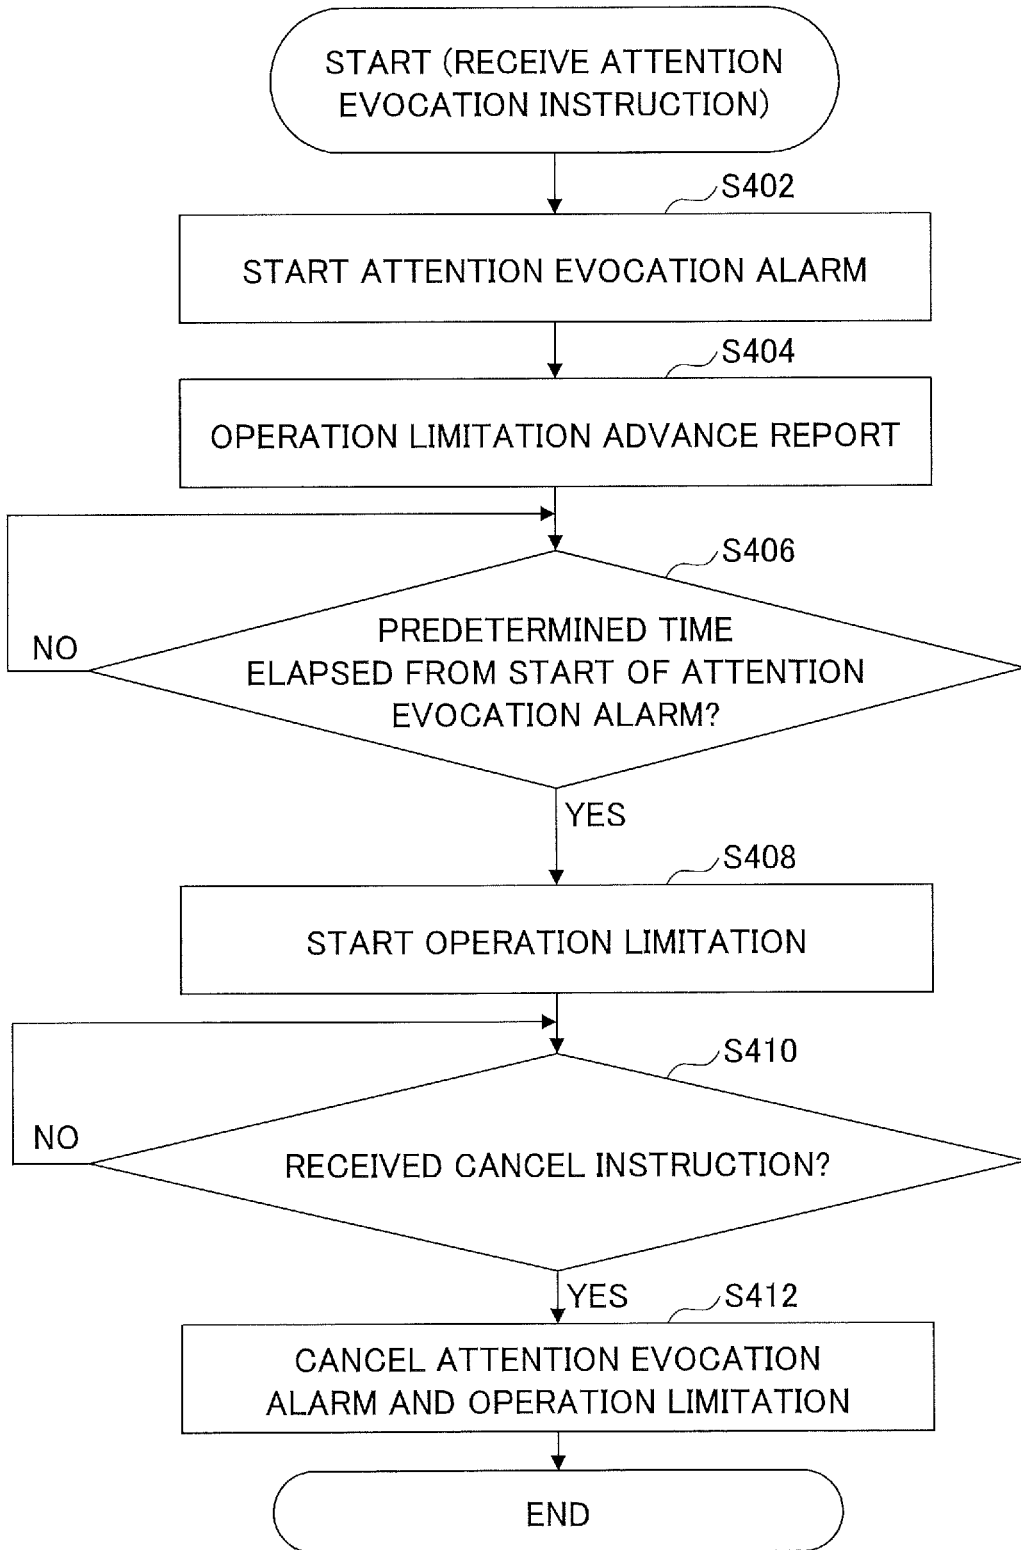 START (RECEIVE ATTENTION
EVOCATION INSTRUCTION)
S402
START ATTENTION EVOCATION ALARM
S404
OPERATION LIMITATION ADVANCE REPORT
S406
PREDETERMINED TIME
ELAPSED FROM START OF ATTENTION
EVOCATION ALARM?
NO
YES
S408
START OPERATION LIMITATION
S410
RECEIVED CANCEL INSTRUCTION?
NO
YES
S412
CANCEL ATTENTION EVOCATION
ALARM AND OPERATION LIMITATION
END